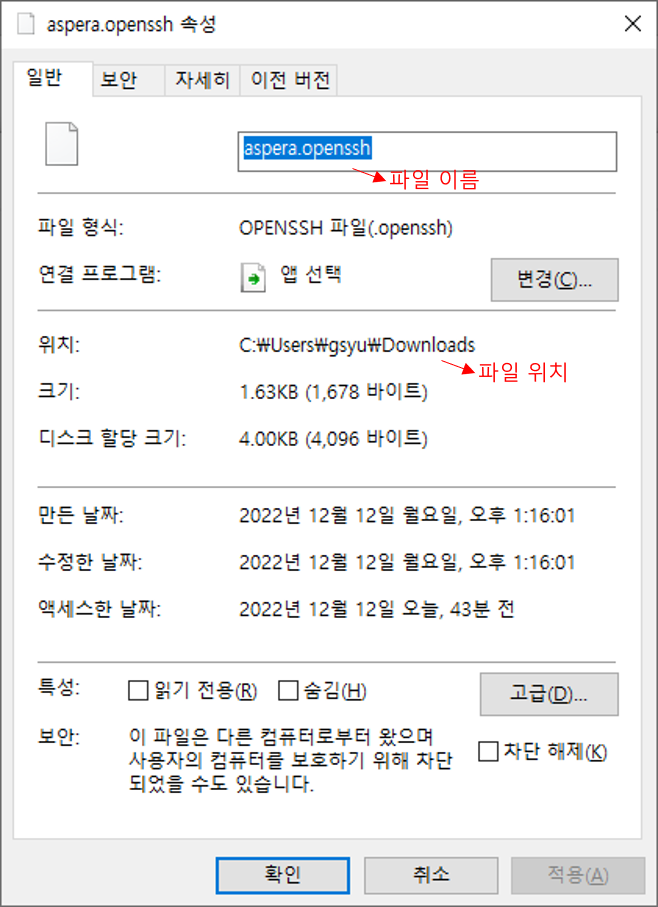 aspera.openssh 속성
일반 보안 자세히 이전 버전
aspera.openssh
파일 이름
파일 형식: OPENSSH 파일(.openssh)
연결 프로그램: 앱 선택 변경(C)...
위치: C:₩Users₩gsyu₩Downloads
파일 위치
크기: 1.63KB (1,678 바이트)
디스크 할당 크기: 4.00KB (4,096 바이트)
만든 날짜: 2022년 12월 12일 월요일, 오후 1:16:01
수정한 날짜: 2022년 12월 12일 월요일, 오후 1:16:01
액세스한 날짜: 2022년 12월 12일 오늘, 43분 전
특성: 읽기 전용(R) 숨김(H) 고급(D)...
보안: 이 파일은 다른 컴퓨터로부터 왔으며
사용자의 컴퓨터를 보호하기 위해 차단 차단 해제(K)
되었을 수도 있습니다.
확인 취소 적용(A)